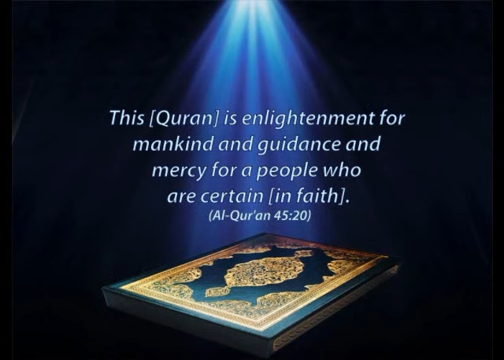 This [Quran] is enlightenment for
mankind and guidance and
mercy for a people who
are certain [in faith].
(Al-Qur'an 45:20)